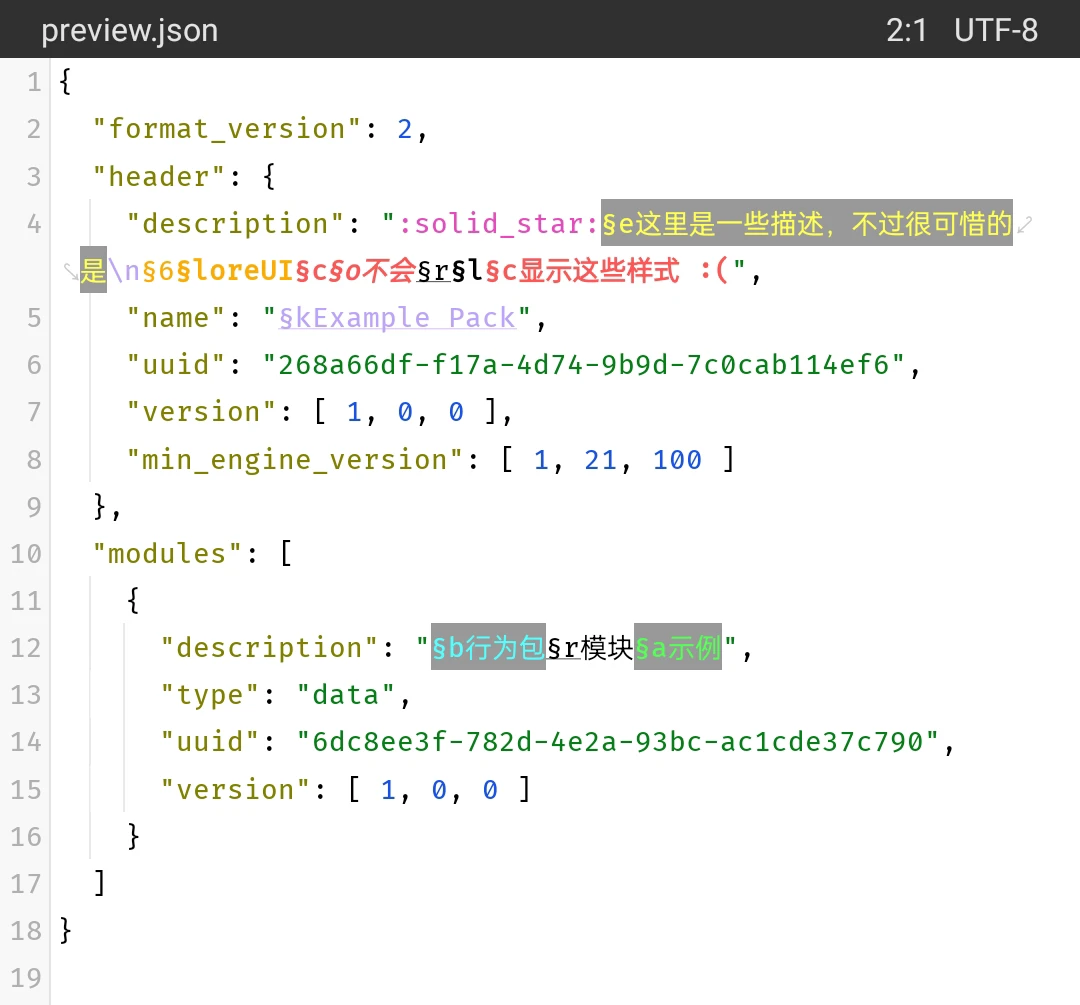 preview.json 2:1 UTF-8
1 {
2 "format_version": 2,
3 "header": {
4 "description": ":solid_star:§e这里是一些描述，不过很可惜的
是\n§6§loreUI§c§o不会§r§l§c显示这些样式 :(",
5 "name": "§kExample Pack",
6 "uuid": "268a66df-f17a-4d74-9b9d-7c0cab114ef6",
7 "version": [ 1, 0, 0 ],
8 "min_engine_version": [ 1, 21, 100 ]
9 },
10 "modules": [
11 {
12 "description": "§b行为包§r模块§a示例",
13 "type": "data",
14 "uuid": "6dc8ee3f-782d-4e2a-93bc-ac1cde37c790",
15 "version": [ 1, 0, 0 ]
16 }
17 ]
18 }
19